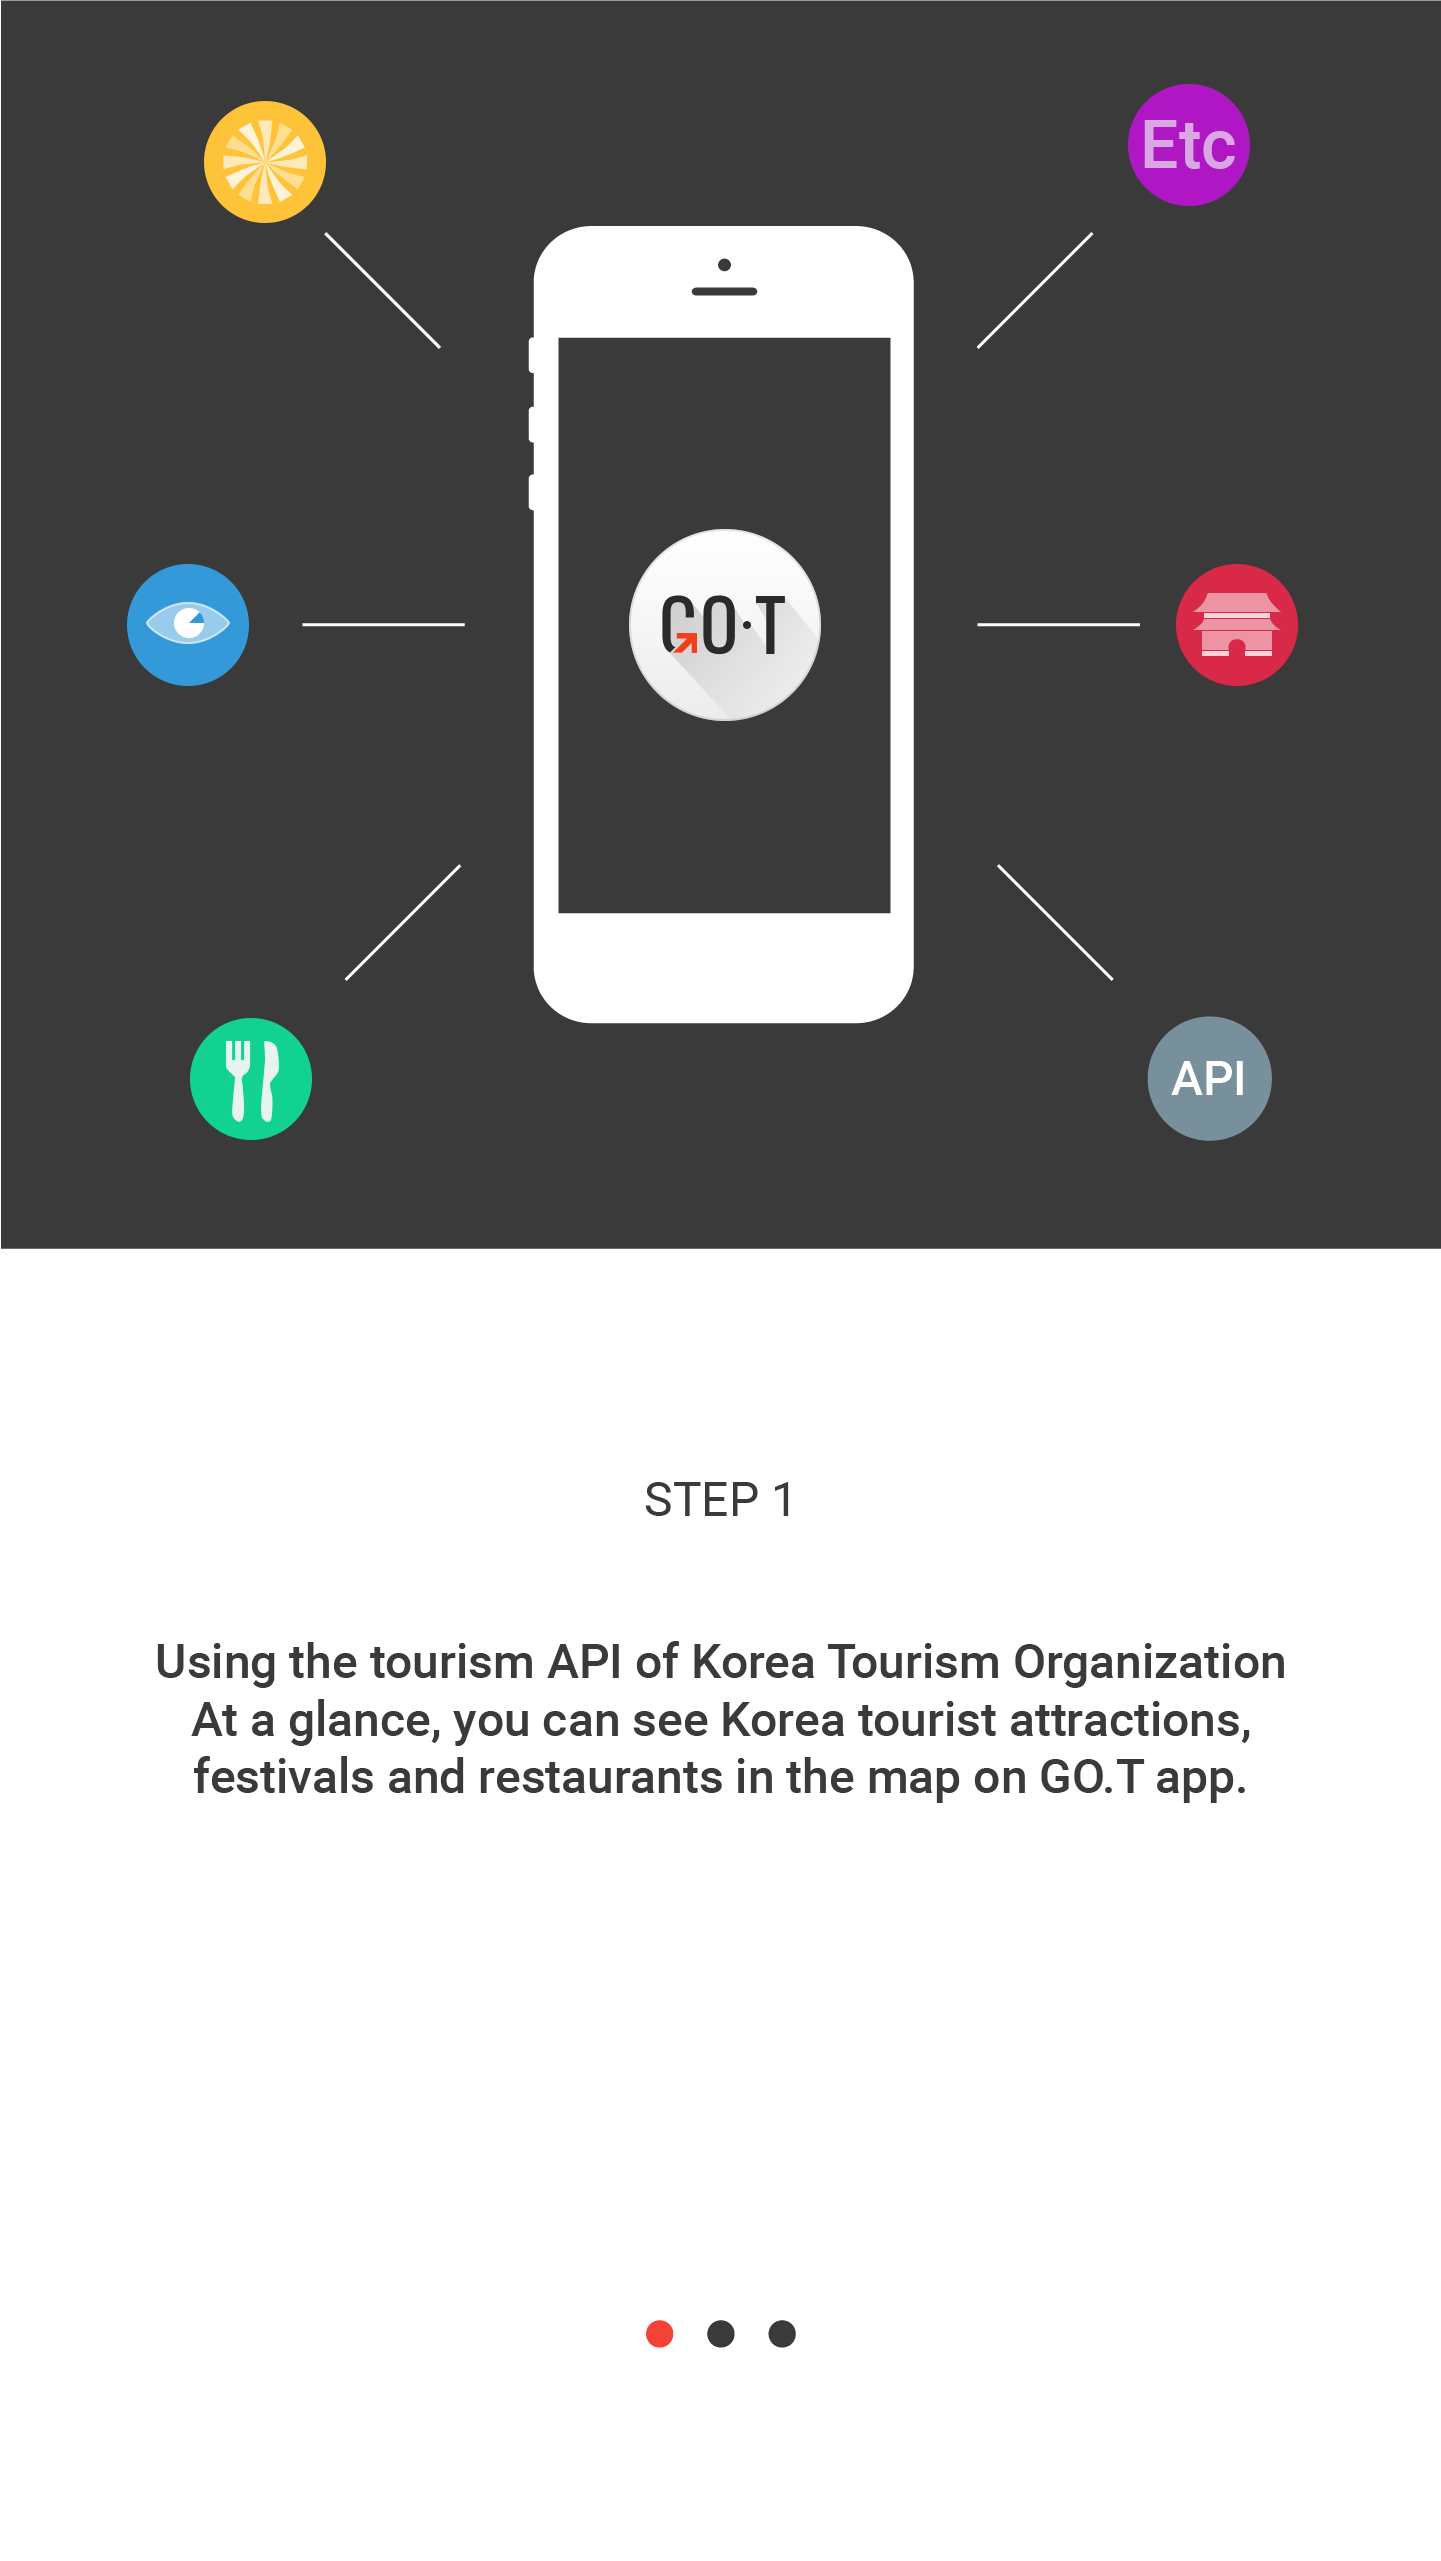 Etc
GO·T
API
STEP 1
Using the tourism API of Korea Tourism Organization
At a glance, you can see Korea tourist attractions,
festivals and restaurants in the map on GO.T app.